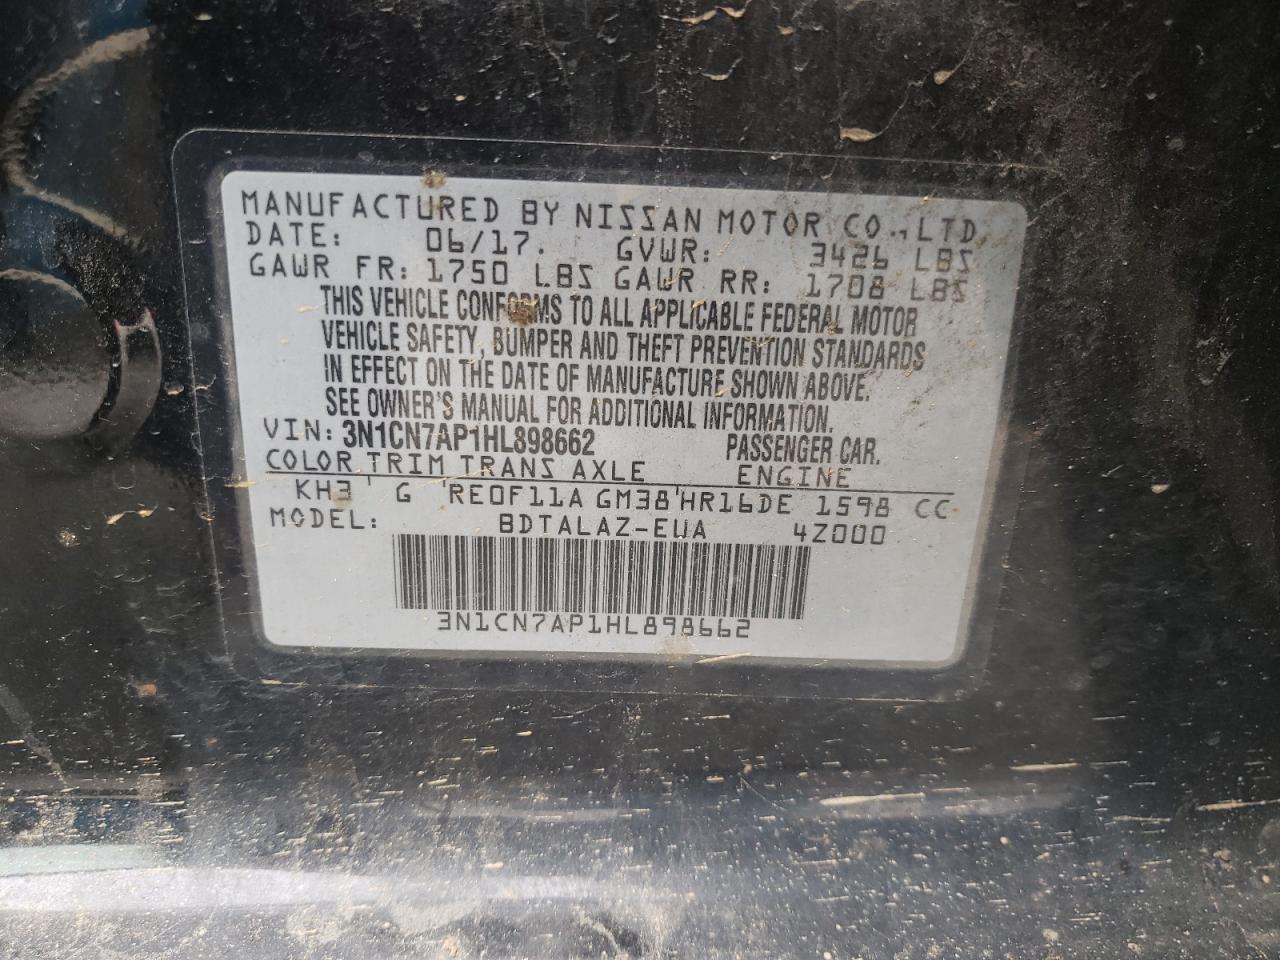 MANUFACTURED BY NISSAN MOTOR CO., LTD.
DATE: 06/17. GVWR: 3426 LBS
GAWR FR: 1750 LBS GAWR RR: 1708 LBS
THIS VEHICLE CONFORMS TO ALL APPLICABLE FEDERAL MOTOR
VEHICLE SAFETY, BUMPER AND THEFT PREVENTION STANDARDS
IN EFFECT ON THE DATE OF MANUFACTURE SHOWN ABOVE.
SEE OWNER'S MANUAL FOR ADDITIONAL INFORMATION.
VIN: 3N1CN7AP1HL898662 PASSENGER CAR.
COLOR TRIM TRANS AXLE ENGINE
KH3 ' G ' RE0F11A GM38 ' HR16DE 1598 CC
MODEL: BDTALAZ-EUA 4Z000
3N1CN7AP1HL898662